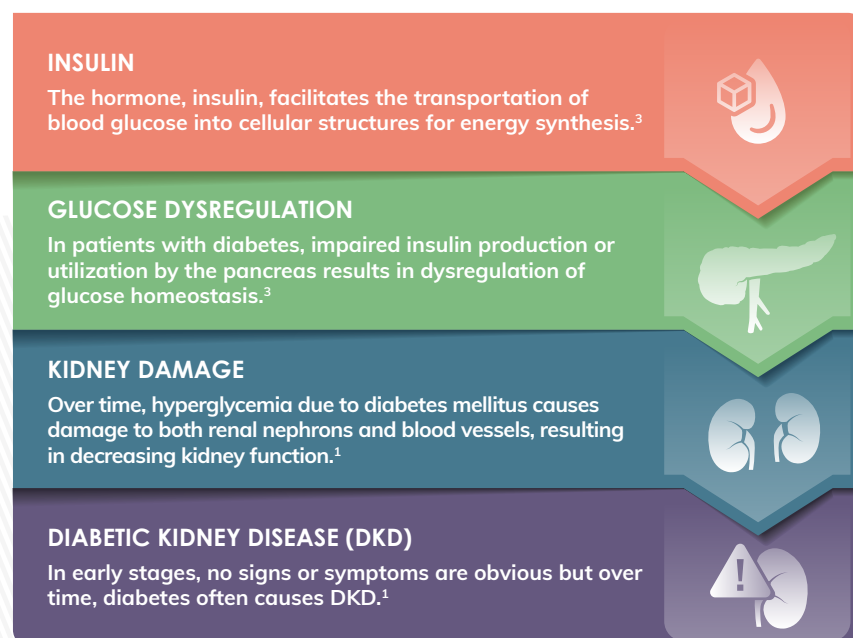 INSULIN
The hormone, insulin, facilitates the transportation of
blood glucose into cellular structures for energy synthesis.³
GLUCOSE DYSREGULATION
In patients with diabetes, impaired insulin production or
utilization by the pancreas results in dysregulation of
glucose homeostasis.³
KIDNEY DAMAGE
Over time, hyperglycemia due to diabetes mellitus causes
damage to both renal nephrons and blood vessels, resulting
in decreasing kidney function.¹
DIABETIC KIDNEY DISEASE (DKD)
In early stages, no signs or symptoms are obvious but over
time, diabetes often causes DKD.¹
!